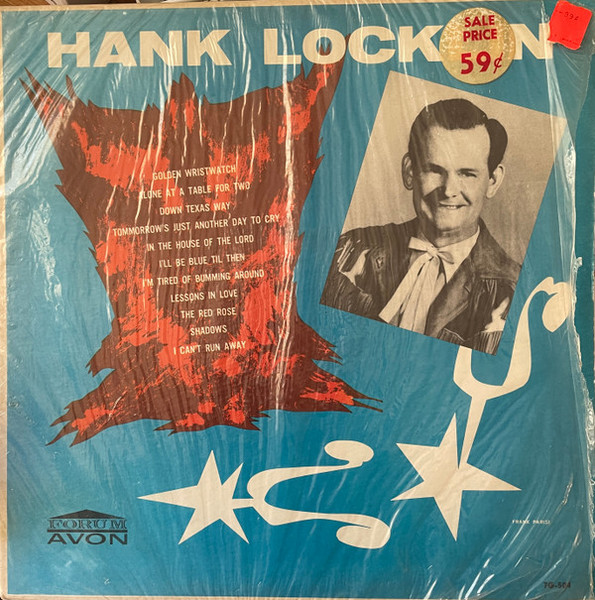 HANK LOCK N
SALE
PRICE
59¢
GOLDEN WRISTWATCH
ALONE AT A TABLE FOR TWO
DOWN TEXAS WAY
TOMMORROW'S JUST ANOTHER DAY TO CRY
IN THE HOUSE OF THE LORD
I'LL BE BLUE 'TIL THEN
I'M TIRED OF BUMMING AROUND
LESSONS IN LOVE
THE RED ROSE
SHADOWS
I CAN'T RUN AWAY
FORUM
AVON
FRANK